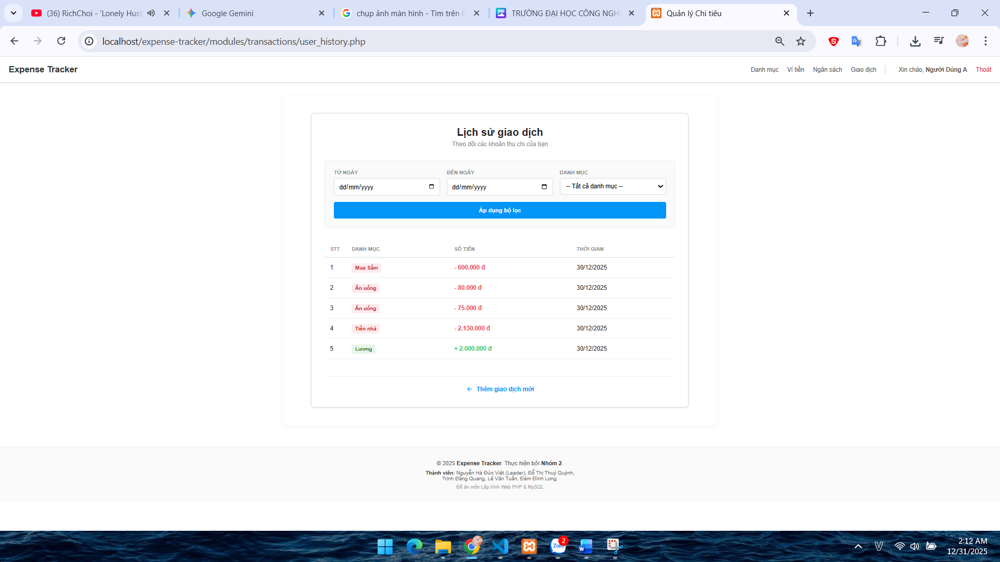 (36) RichChoi - 'Lonely Hust
Google Gemini
chụp ảnh màn hình - Tìm trên G
TRƯỜNG ĐẠI HỌC CÔNG NGH
Quản lý Chi tiêu
localhost/expense-tracker/modules/transactions/user_history.php
Expense Tracker
Danh mục
Ví tiền
Ngân sách
Giao dịch
Xin chào, Người Dùng A
Thoát
Lịch sử giao dịch
Theo dõi các khoản thu chi của bạn
TỪ NGÀY
ĐẾN NGÀY
DANH MỤC
dd/mm/yyyy
dd/mm/yyyy
-- Tất cả danh mục --
Áp dụng bộ lọc
STT DANH MỤC SỐ TIỀN THỜI GIAN
1 Mua Sắm - 600.000 đ 30/12/2025
2 Ăn uống - 80.000 đ 30/12/2025
3 Ăn uống - 75.000 đ 30/12/2025
4 Tiền nhà - 2.130.000 đ 30/12/2025
5 Lương + 2.000.000 đ 30/12/2025
← Thêm giao dịch mới
© 2025 Expense Tracker. Thực hiện bởi Nhóm 2.
Thành viên: Nguyễn Hà Đức Việt (Leader), Đỗ Thị Thuý Quỳnh,
Trịnh Đăng Quang, Lê Văn Tuấn, Đàm Đình Long.
Đồ án môn Lập trình Web PHP & MySQL
Zalo
2
2:12 AM
12/31/2025